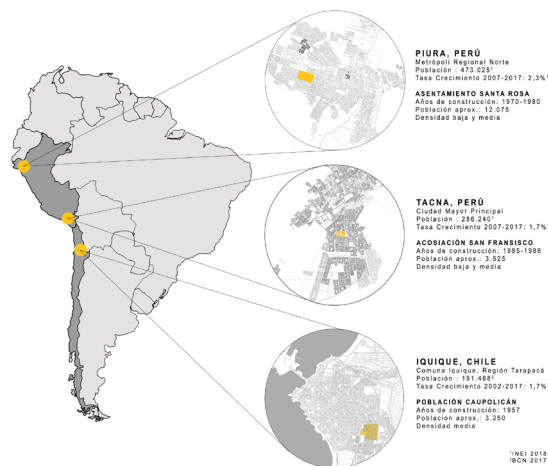 PIURA, PERÚ
Metrópoli Regional Norte
Población : 473.025¹
Tasa Crecimiento 2007-2017: 2,3%¹
ASENTAMIENTO SANTA ROSA
Años de construcción: 1970-1980
Población aprox.: 12.075
Densidad baja y media
TACNA, PERÚ
Ciudad Mayor Principal
Población : 286.240¹
Tasa Crecimiento 2007-2017: 1,7%¹
ACOSIACIÓN SAN FRANSISCO
Años de construcción: 1985-1986
Población aprox.: 3.525
Densidad baja y media
IQUIQUE, CHILE
Comuna Iquique, Región Tarapacá
Población : 191.468²
Tasa Crecimiento 2002-2017: 1,7%²
POBLACIÓN CAUPOLICÁN
Años de construcción: 1957
Población aprox.: 3.250
Densidad media
¹INEI 2018
²BCN 2017